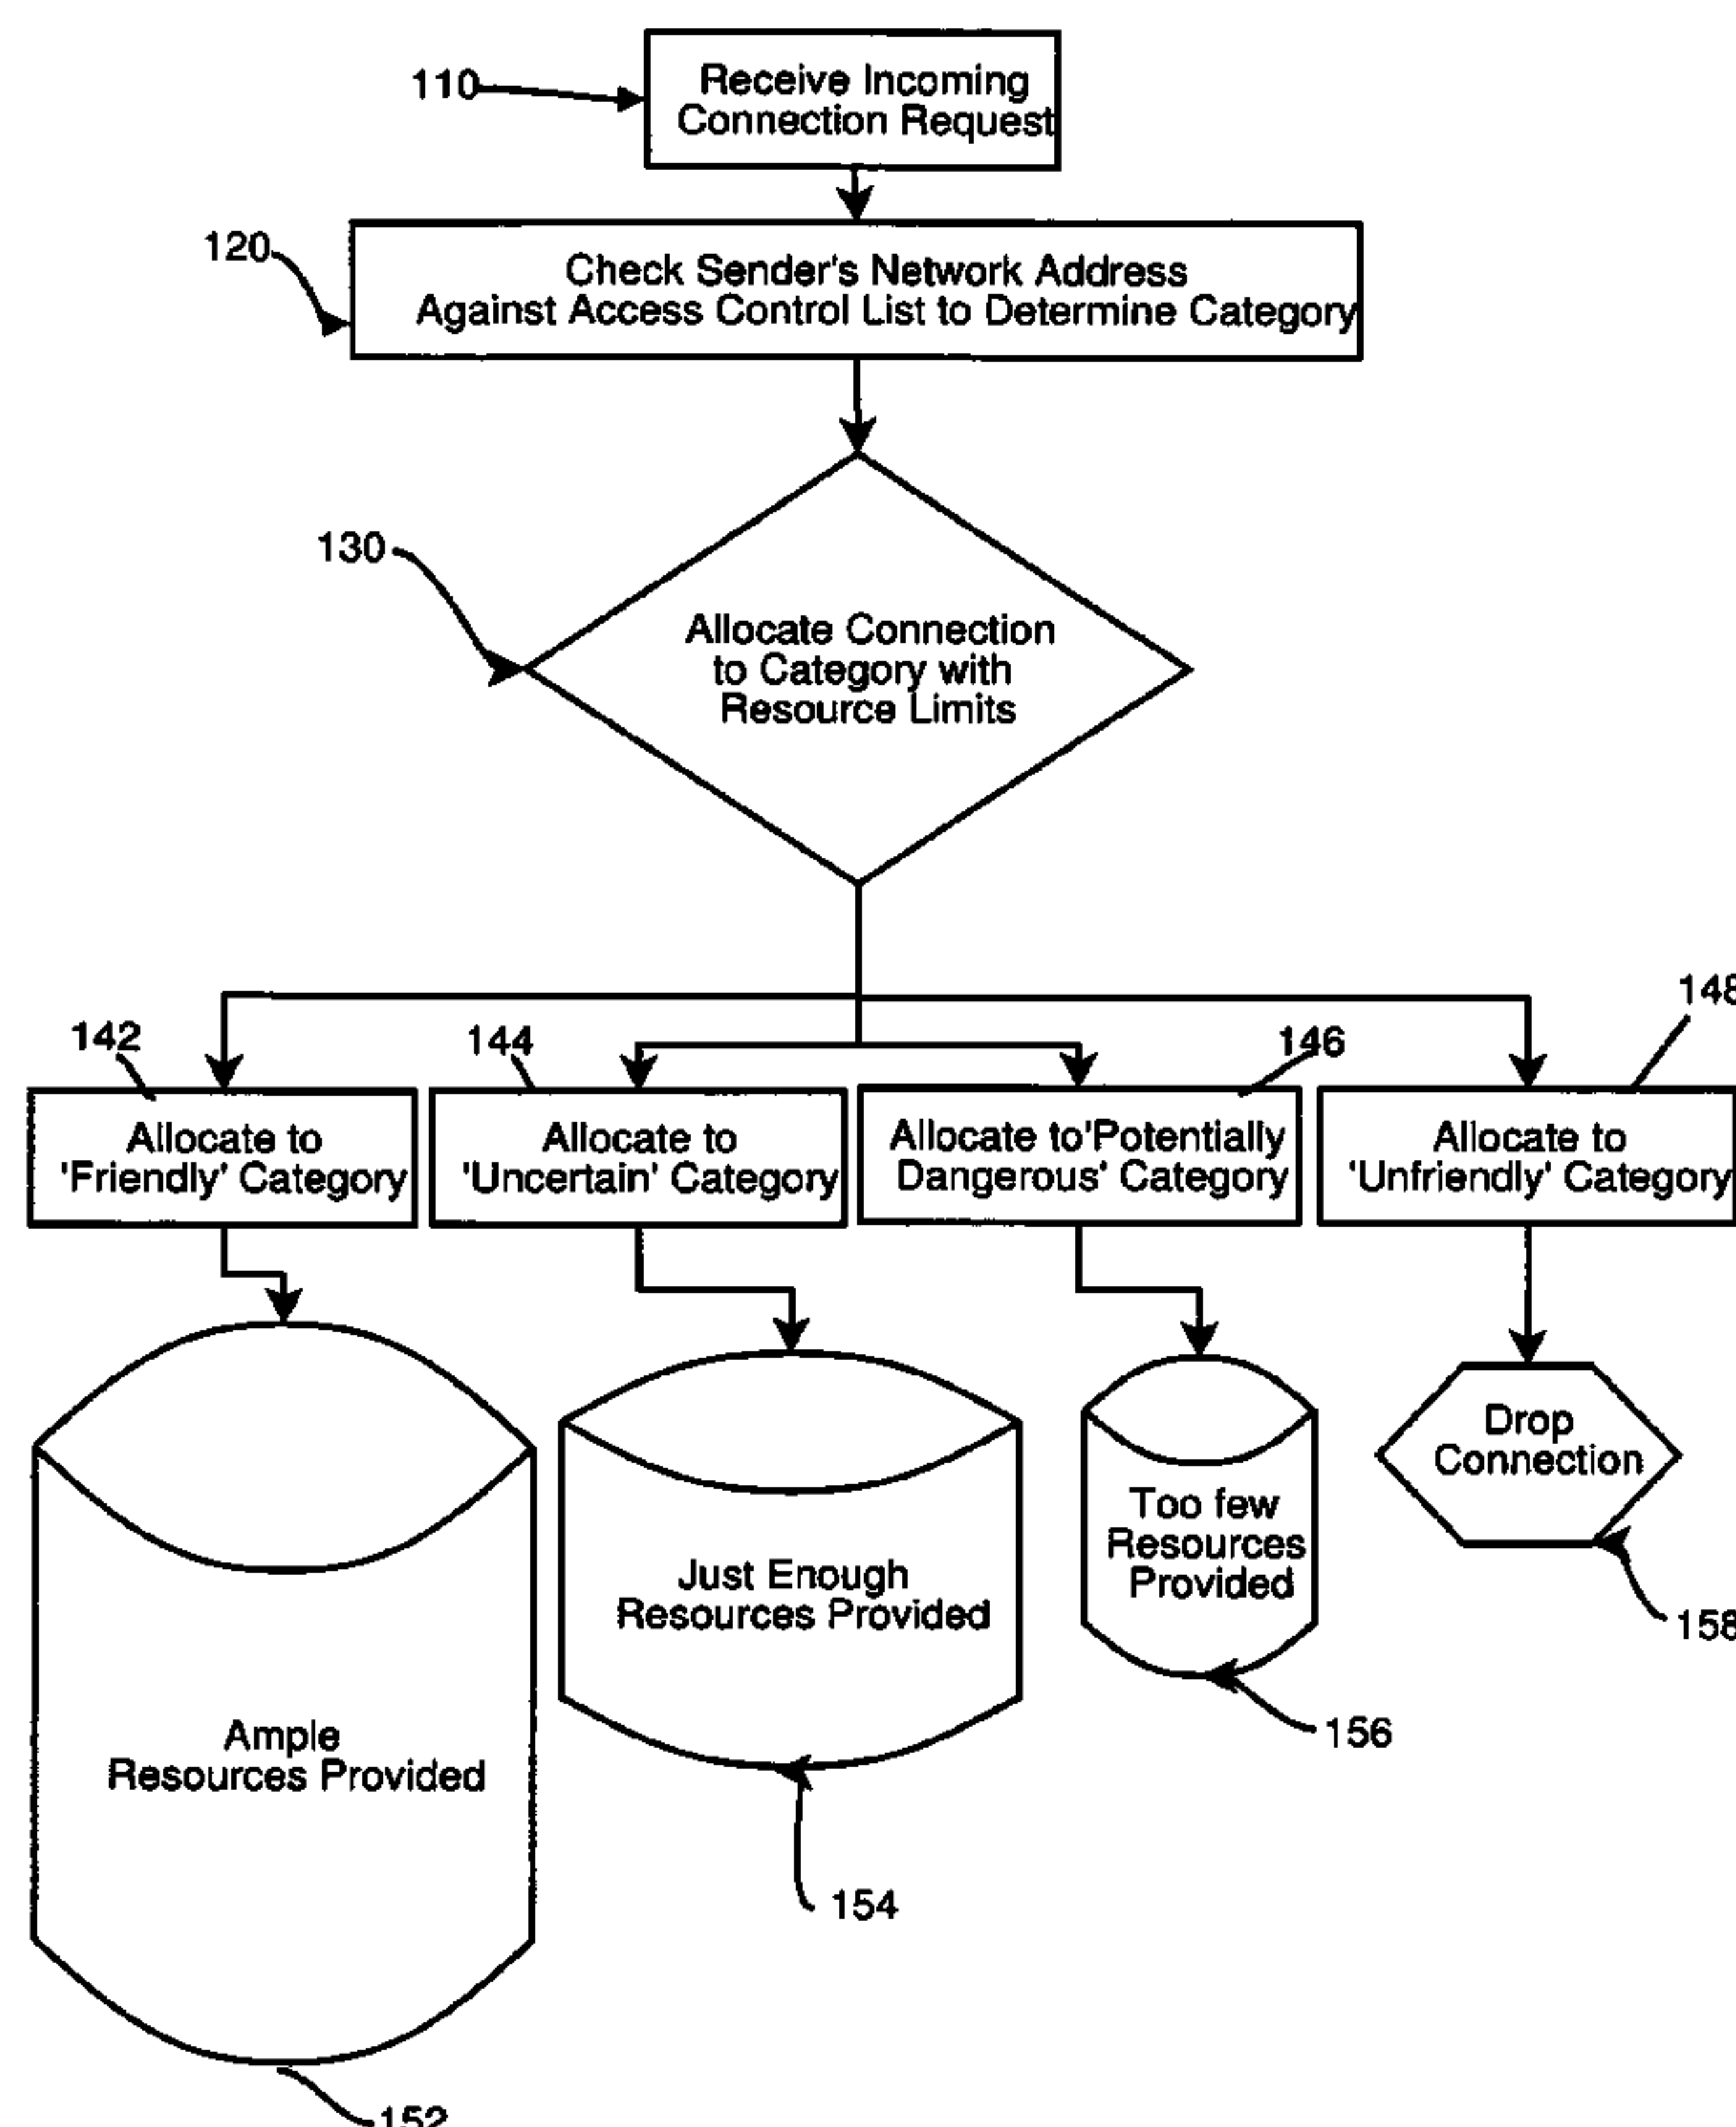 110
Receive Incoming
Connection Request
120
Check Sender's Network Address
Against Access Control List to Determine Category
130
Allocate Connection
to Category with
Resource Limits
142
144
146
148
Allocate to
'Friendly' Category
Allocate to
'Uncertain' Category
Allocate to'Potentially
Dangerous' Category
Allocate to
'Unfriendly' Category
Ample
Resources Provided
Just Enough
Resources Provided
Too few
Resources
Provided
Drop
Connection
152
154
156
158